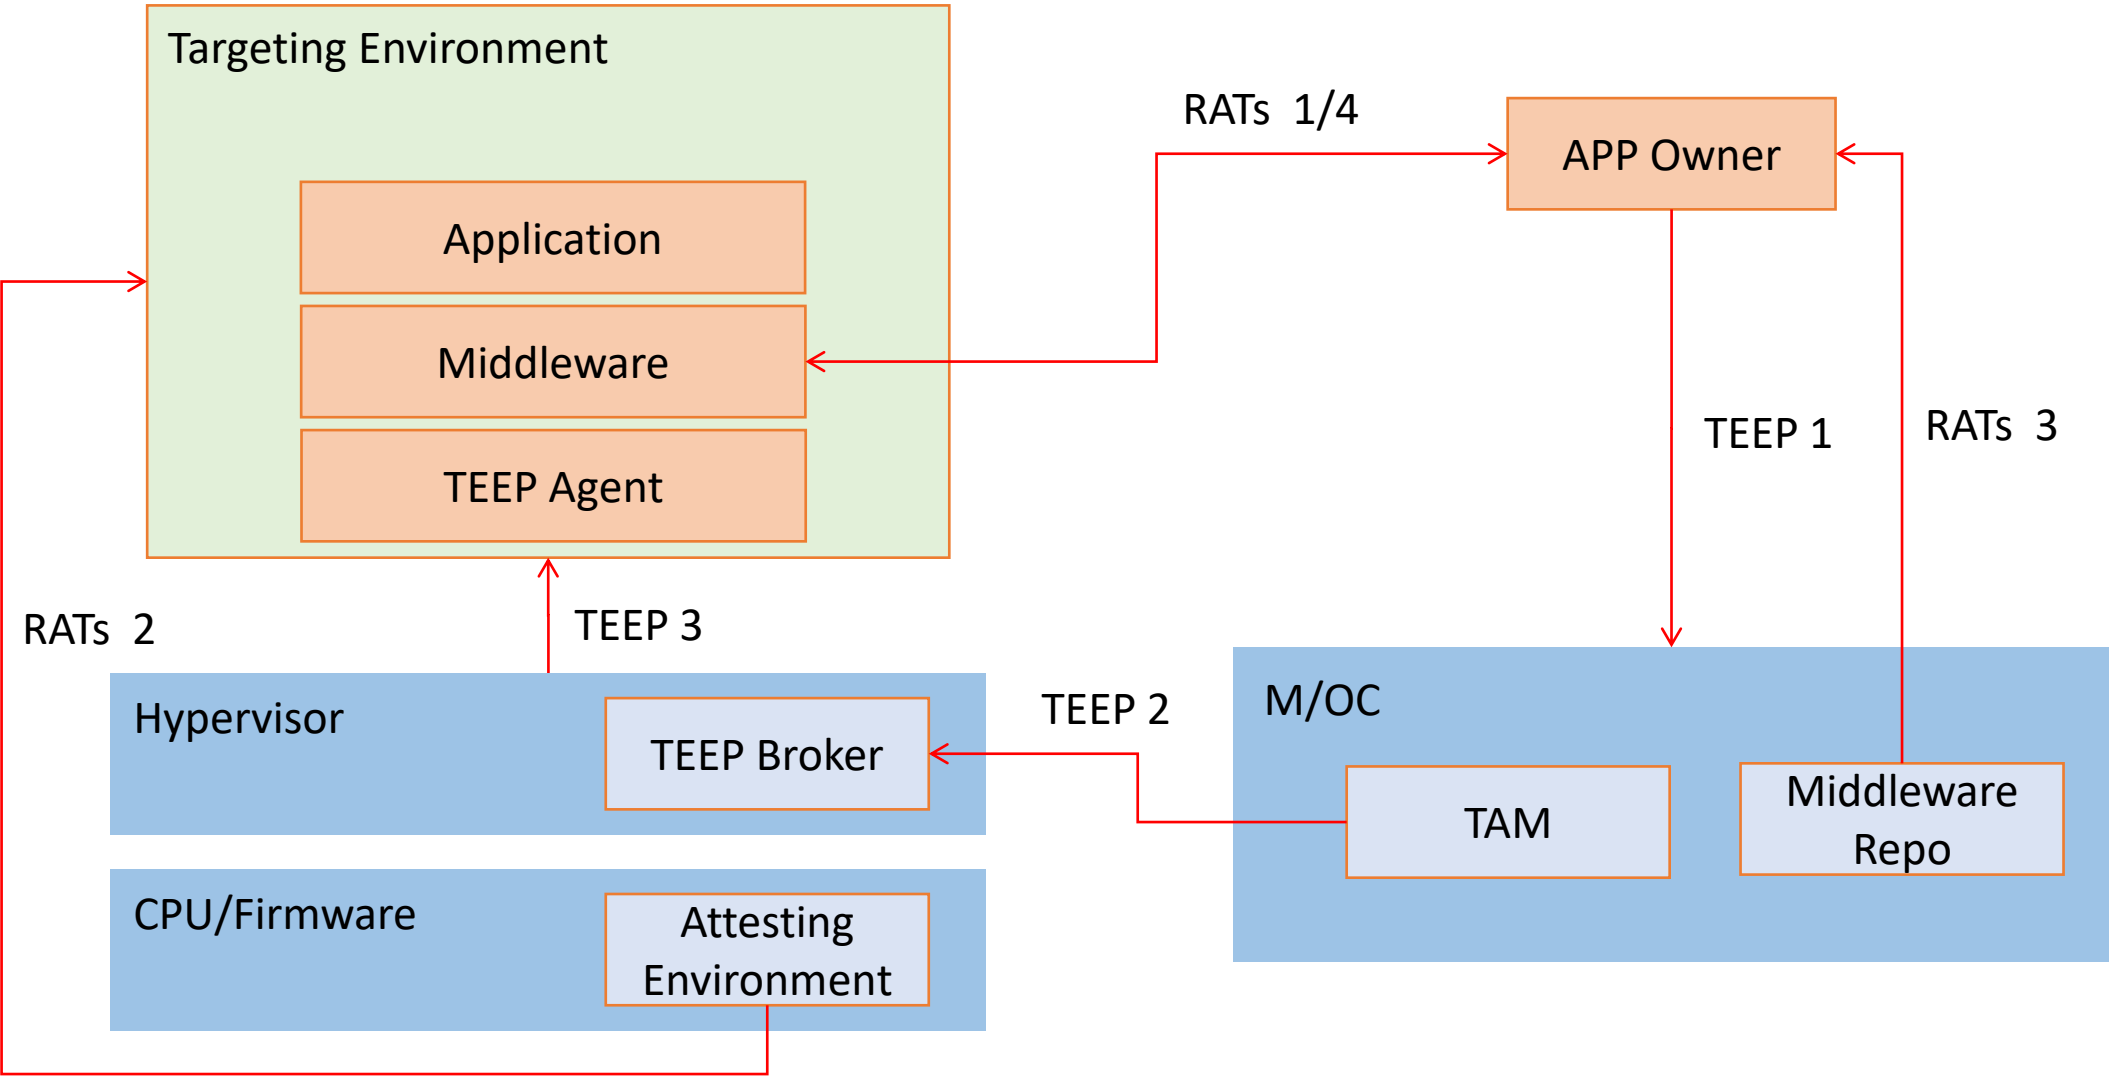 Targeting Environment
Application
Middleware
TEEP Agent
RATs 1/4
APP Owner
TEEP 1
RATs 3
RATs 2
TEEP 3
Hypervisor
TEEP Broker
TEEP 2
M/OC
TAM
Middleware
Repo
CPU/Firmware
Attesting
Environment